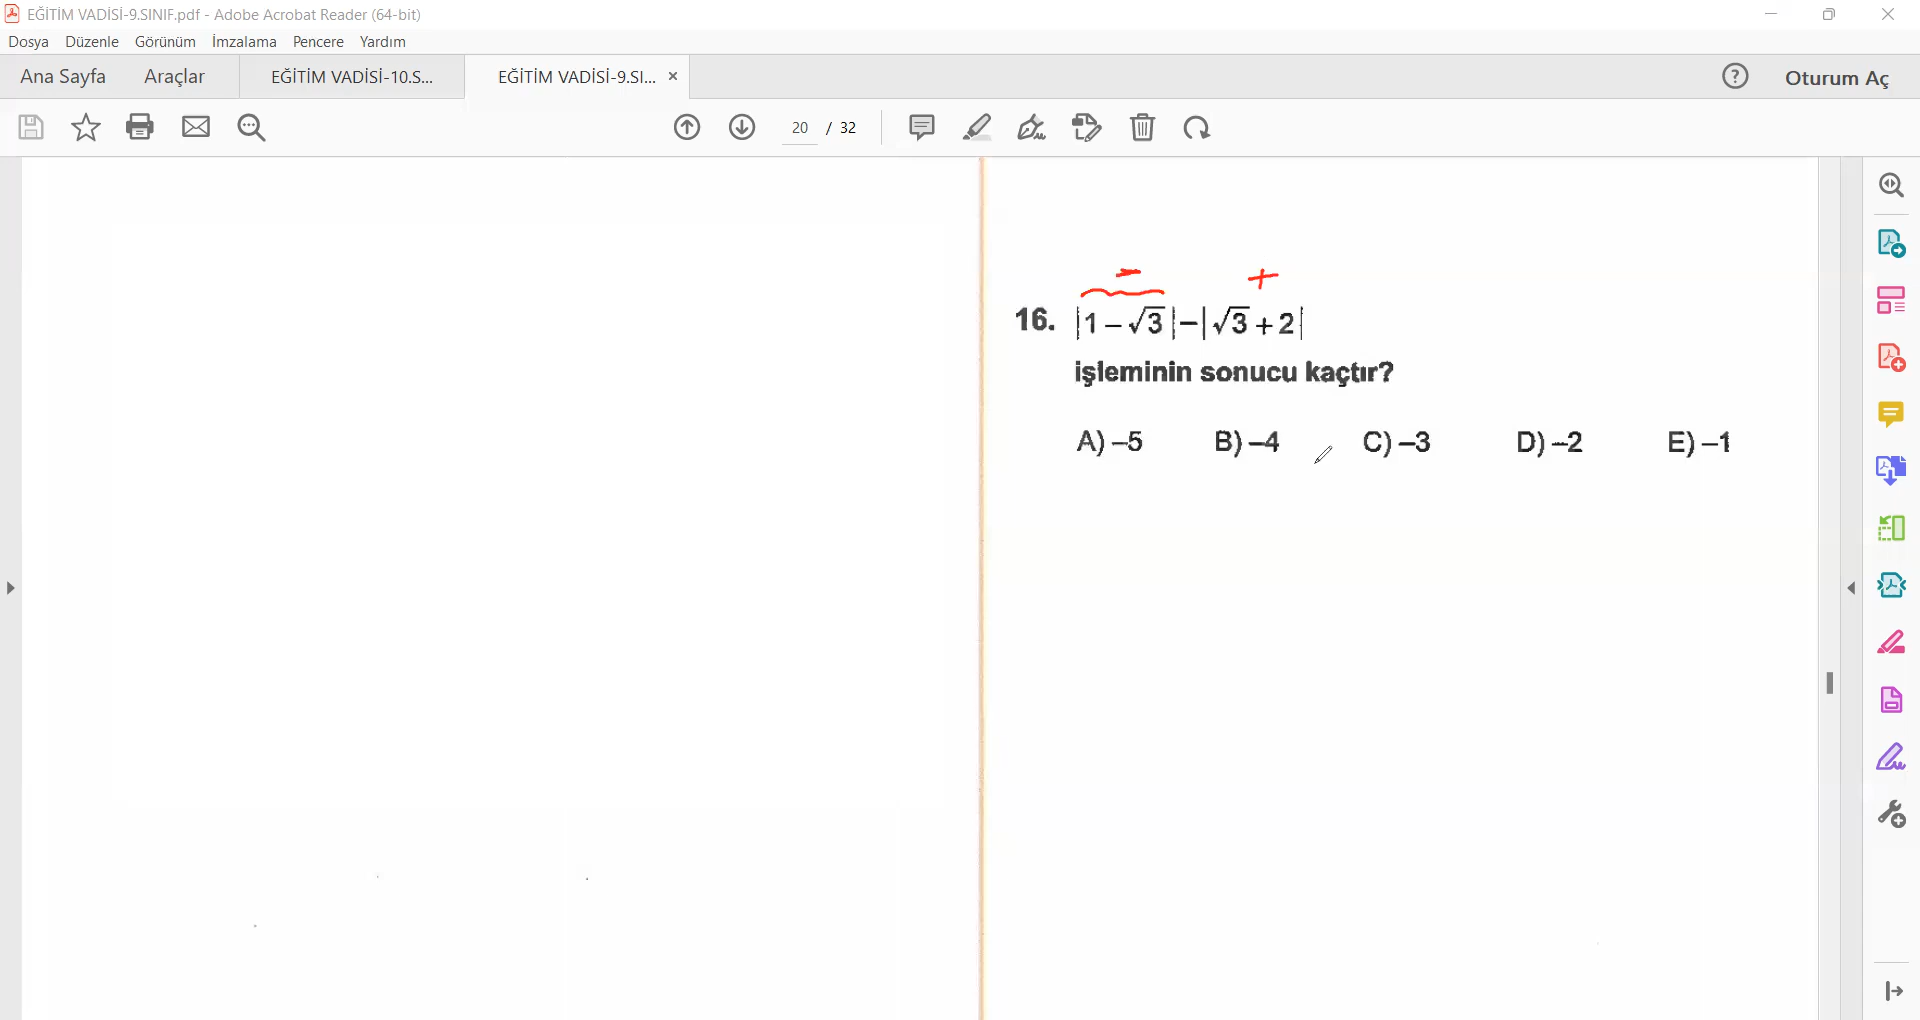 EĞİTİM VADİSİ-9.SINIF.pdf - Adobe Acrobat Reader (64-bit)
Dosya Düzenle Görünüm İmzalama Pencere Yardım
Ana Sayfa Araçlar EĞİTİM VADİSİ-10.S... EĞİTİM VADİSİ-9.SI... × ? Oturum Aç
20 / 32
− +
16. |1 − √3| − |√3 + 2|
işleminin sonucu kaçtır?
A) −5 B) −4 C) −3 D) −2 E) −1